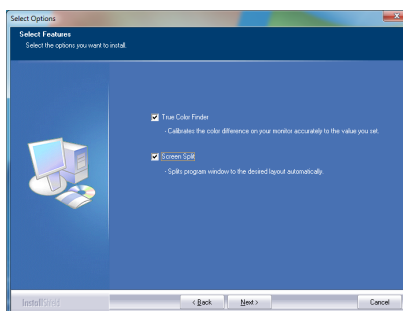 Select Options
Select Features
Select the options you want to install.
True Color Finder
- Calibrates the color difference on your monitor accurately to the value you set.
Screen Split
- Splits program window to the desired layout automatically.
InstallShield
< Back
Next >
Cancel